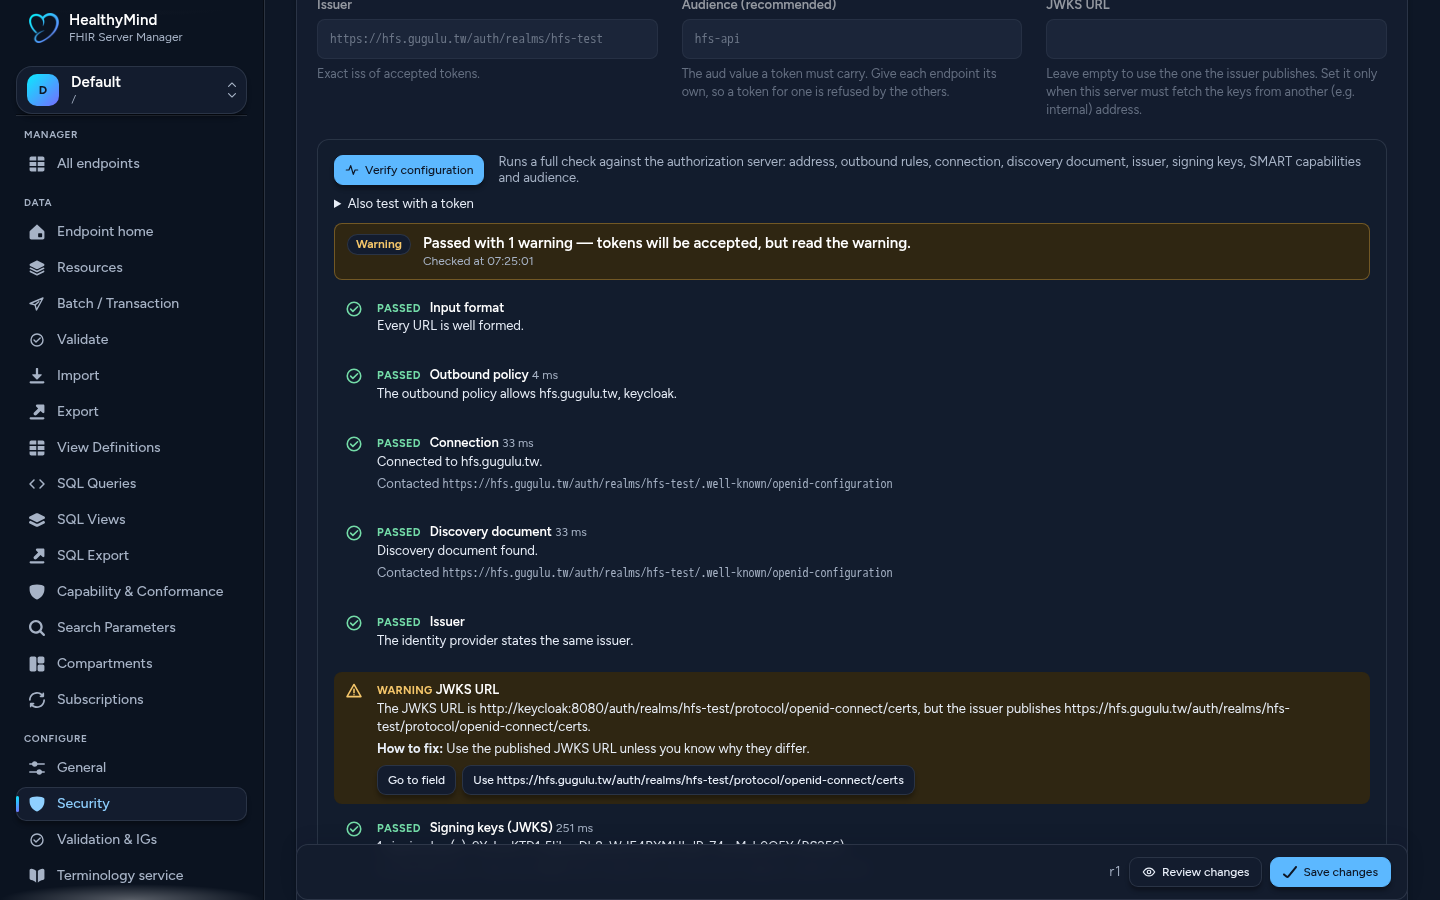 HealthyMind
FHIR Server Manager
D
Default
/
MANAGER
All endpoints
DATA
Endpoint home
Resources
Batch / Transaction
Validate
Import
Export
View Definitions
SQL Queries
SQL Views
SQL Export
Capability & Conformance
Search Parameters
Compartments
Subscriptions
CONFIGURE
General
Security
Validation & IGs
Terminology service
Issuer
https://hfs.gugulu.tw/auth/realms/hfs-test
Exact iss of accepted tokens.
Audience (recommended)
hfs-api
The aud value a token must carry. Give each endpoint its
own, so a token for one is refused by the others.
JWKS URL
Leave empty to use the one the issuer publishes. Set it only
when this server must fetch the keys from another (e.g.
internal) address.
Verify configuration
Runs a full check against the authorization server: address, outbound rules, connection, discovery document, issuer, signing keys, SMART capabilities
and audience.
Also test with a token
Warning
Passed with 1 warning — tokens will be accepted, but read the warning.
Checked at 07:25:01
PASSED Input format
Every URL is well formed.
PASSED Outbound policy 4 ms
The outbound policy allows hfs.gugulu.tw, keycloak.
PASSED Connection 33 ms
Connected to hfs.gugulu.tw.
Contacted https://hfs.gugulu.tw/auth/realms/hfs-test/.well-known/openid-configuration
PASSED Discovery document 33 ms
Discovery document found.
Contacted https://hfs.gugulu.tw/auth/realms/hfs-test/.well-known/openid-configuration
PASSED Issuer
The identity provider states the same issuer.
WARNING JWKS URL
The JWKS URL is http://keycloak:8080/auth/realms/hfs-test/protocol/openid-connect/certs, but the issuer publishes https://hfs.gugulu.tw/auth/realms/hfs-
test/protocol/openid-connect/certs.
How to fix: Use the published JWKS URL unless you know why they differ.
Go to field
Use https://hfs.gugulu.tw/auth/realms/hfs-test/protocol/openid-connect/certs
PASSED Signing keys (JWKS) 251 ms
r1
Review changes
Save changes